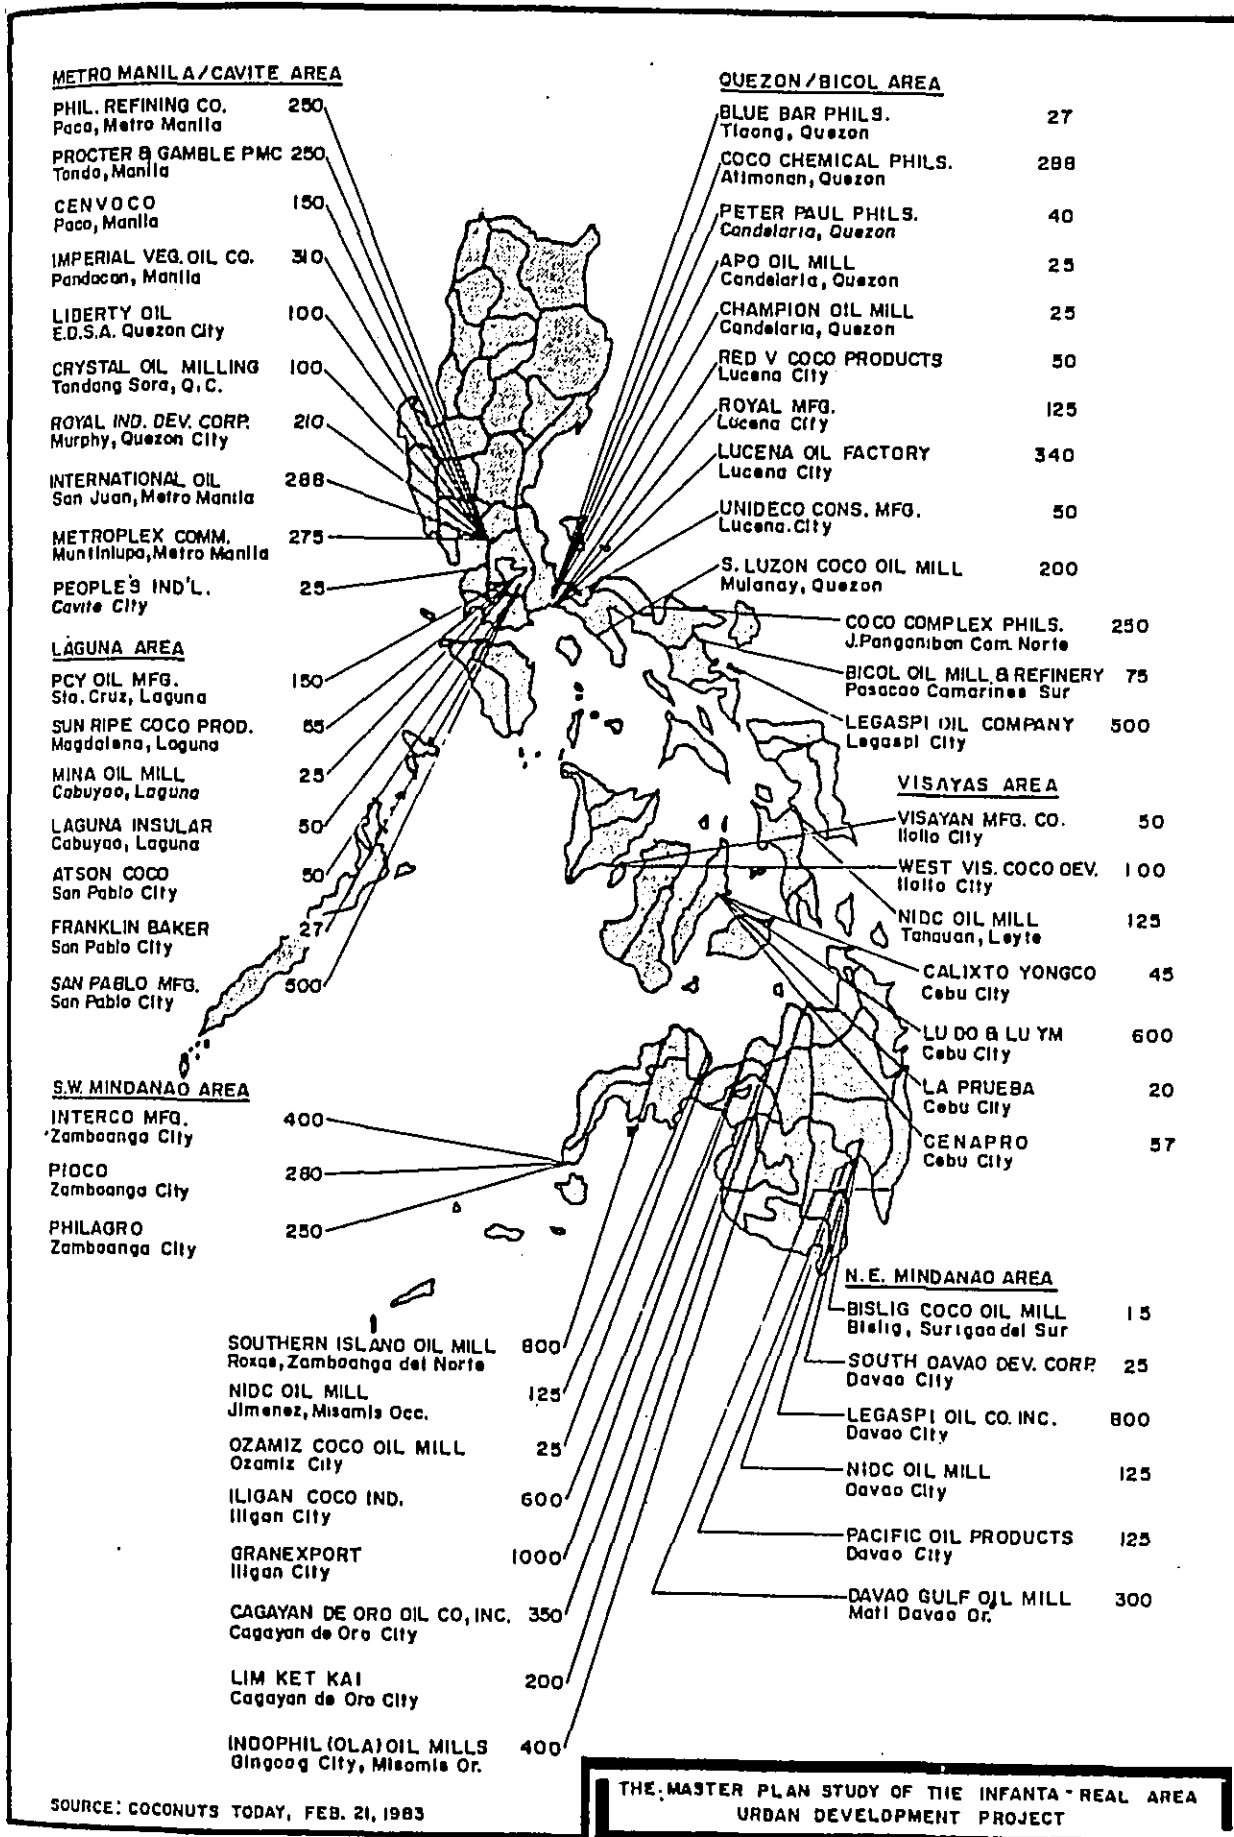 METRO MANILA/CAVITE AREA
PHIL. REFINING CO. 250
Paco, Metro Manila
PROCTER & GAMBLE PMC 250
Tondo, Manila
CENVOCO 150
Paco, Manila
IMPERIAL VEG. OIL CO. 310
Pandacan, Manila
LIBERTY OIL 100
E.D.S.A. Quezon City
CRYSTAL OIL MILLING 100
Tandang Sora, Q.C.
ROYAL IND. DEV. CORP. 210
Murphy, Quezon City
INTERNATIONAL OIL 288
San Juan, Metro Manila
METROPLEX COMM. 275
Muntinlupa, Metro Manila
PEOPLE'S IND'L. 25
Cavite City
LAGUNA AREA
PCY OIL MFG. 150
Sta. Cruz, Laguna
SUN RIPE COCO PROD. 65
Magdalena, Laguna
MINA OIL MILL 25
Cabuyao, Laguna
LAGUNA INSULAR 50
Cabuyao, Laguna
ATSON COCO 50
San Pablo City
FRANKLIN BAKER 27
San Pablo City
SAN PABLO MFG. 500
San Pablo City
S.W. MINDANAO AREA
INTERCO MFG. 400
Zamboanga City
PIOCO 280
Zamboanga City
PHILAGRO 250
Zamboanga City
SOUTHERN ISLAND OIL MILL 800
Roxas, Zamboanga del Norte
NIDC OIL MILL 125
Jimenez, Misamis Occ.
OZAMIZ COCO OIL MILL 25
Ozamiz City
ILIGAN COCO IND. 600
Iligan City
GRANEXPORT 1000
Iligan City
CAGAYAN DE ORO OIL CO, INC. 350
Cagayan de Oro City
LIM KET KAI 200
Cagayan de Oro City
INDOPHIL (OLA) OIL MILLS 400
Gingoog City, Misamis Or.
QUEZON/BICOL AREA
BLUE BAR PHILS. 27
Tiaong, Quezon
COCO CHEMICAL PHILS. 288
Atimonan, Quezon
PETER PAUL PHILS. 40
Candelaria, Quezon
APO OIL MILL 25
Candelaria, Quezon
CHAMPION OIL MILL 25
Candelaria, Quezon
RED V COCO PRODUCTS 50
Lucena City
ROYAL MFG. 125
Lucena City
LUCENA OIL FACTORY 340
Lucena City
UNIDECO CONS. MFG. 50
Lucena City
S. LUZON COCO OIL MILL 200
Mulanay, Quezon
COCO COMPLEX PHILS. 250
J.Panganiban Cam. Norte
BICOL OIL MILL & REFINERY 75
Pasacao Camarines Sur
LEGASPI OIL COMPANY 500
Legaspi City
VISAYAS AREA
VISAYAN MFG. CO. 50
Iloilo City
WEST VIS. COCO DEV. 100
Iloilo City
NIDC OIL MILL 125
Tanauan, Leyte
CALIXTO YONGCO 45
Cebu City
LU DO & LU YM 600
Cebu City
LA PRUEBA 20
Cebu City
CENAPRO 57
Cebu City
N.E. MINDANAO AREA
BISLIG COCO OIL MILL 15
Bislig, Surigao del Sur
SOUTH DAVAO DEV. CORP. 25
Davao City
LEGASPI OIL CO. INC. 800
Davao City
NIDC OIL MILL 125
Davao City
PACIFIC OIL PRODUCTS 125
Davao City
DAVAO GULF OIL MILL 300
Mati Davao Or.
SOURCE: COCONUTS TODAY, FEB. 21, 1983
THE MASTER PLAN STUDY OF THE INFANTA-REAL AREA
URBAN DEVELOPMENT PROJECT